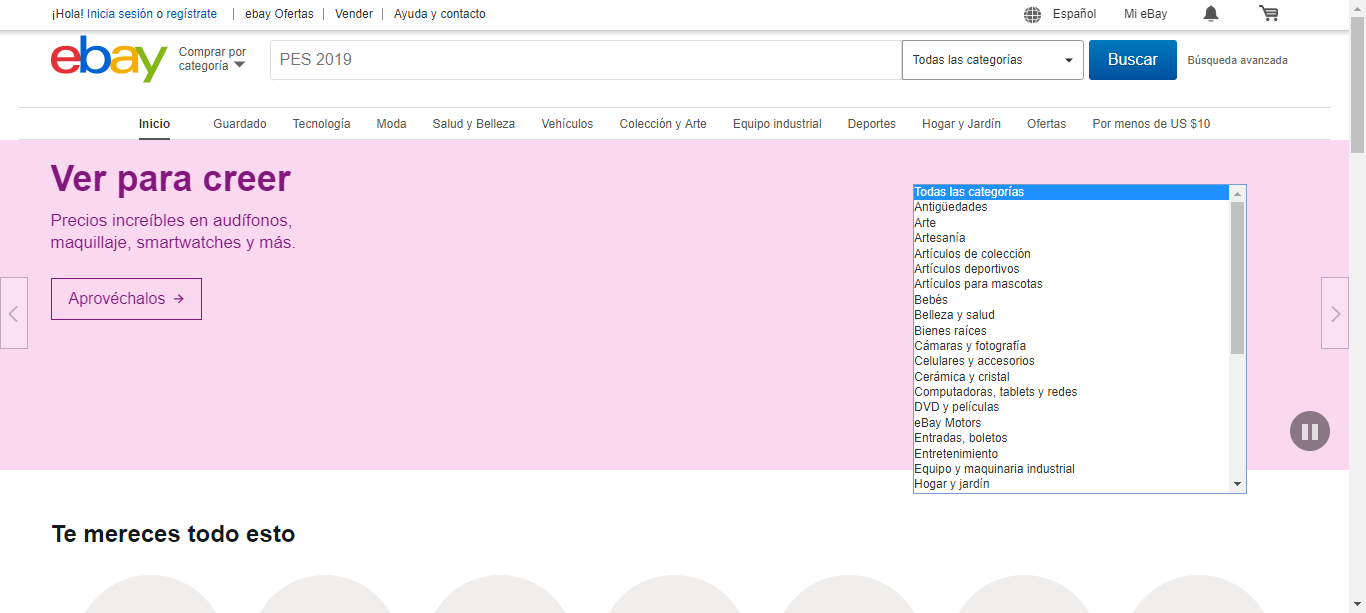 ¡Hola! Inicia sesión o regístrate ebay Ofertas Vender Ayuda y contacto Español Mi eBay
ebay
Comprar por
categoría
PES 2019
Todas las categorías
Buscar
Búsqueda avanzada
Inicio Guardado Tecnología Moda Salud y Belleza Vehículos Colección y Arte Equipo industrial Deportes Hogar y Jardín Ofertas Por menos de US $10
Ver para creer
Precios increíbles en audífonos,
maquillaje, smartwatches y más.
Aprovéchalos
Todas las categorías
Antigüedades
Arte
Artesanía
Artículos de colección
Artículos deportivos
Artículos para mascotas
Bebés
Belleza y salud
Bienes raíces
Cámaras y fotografía
Celulares y accesorios
Cerámica y cristal
Computadoras, tablets y redes
DVD y películas
eBay Motors
Entradas, boletos
Entretenimiento
Equipo y maquinaria industrial
Hogar y jardín
Te mereces todo esto